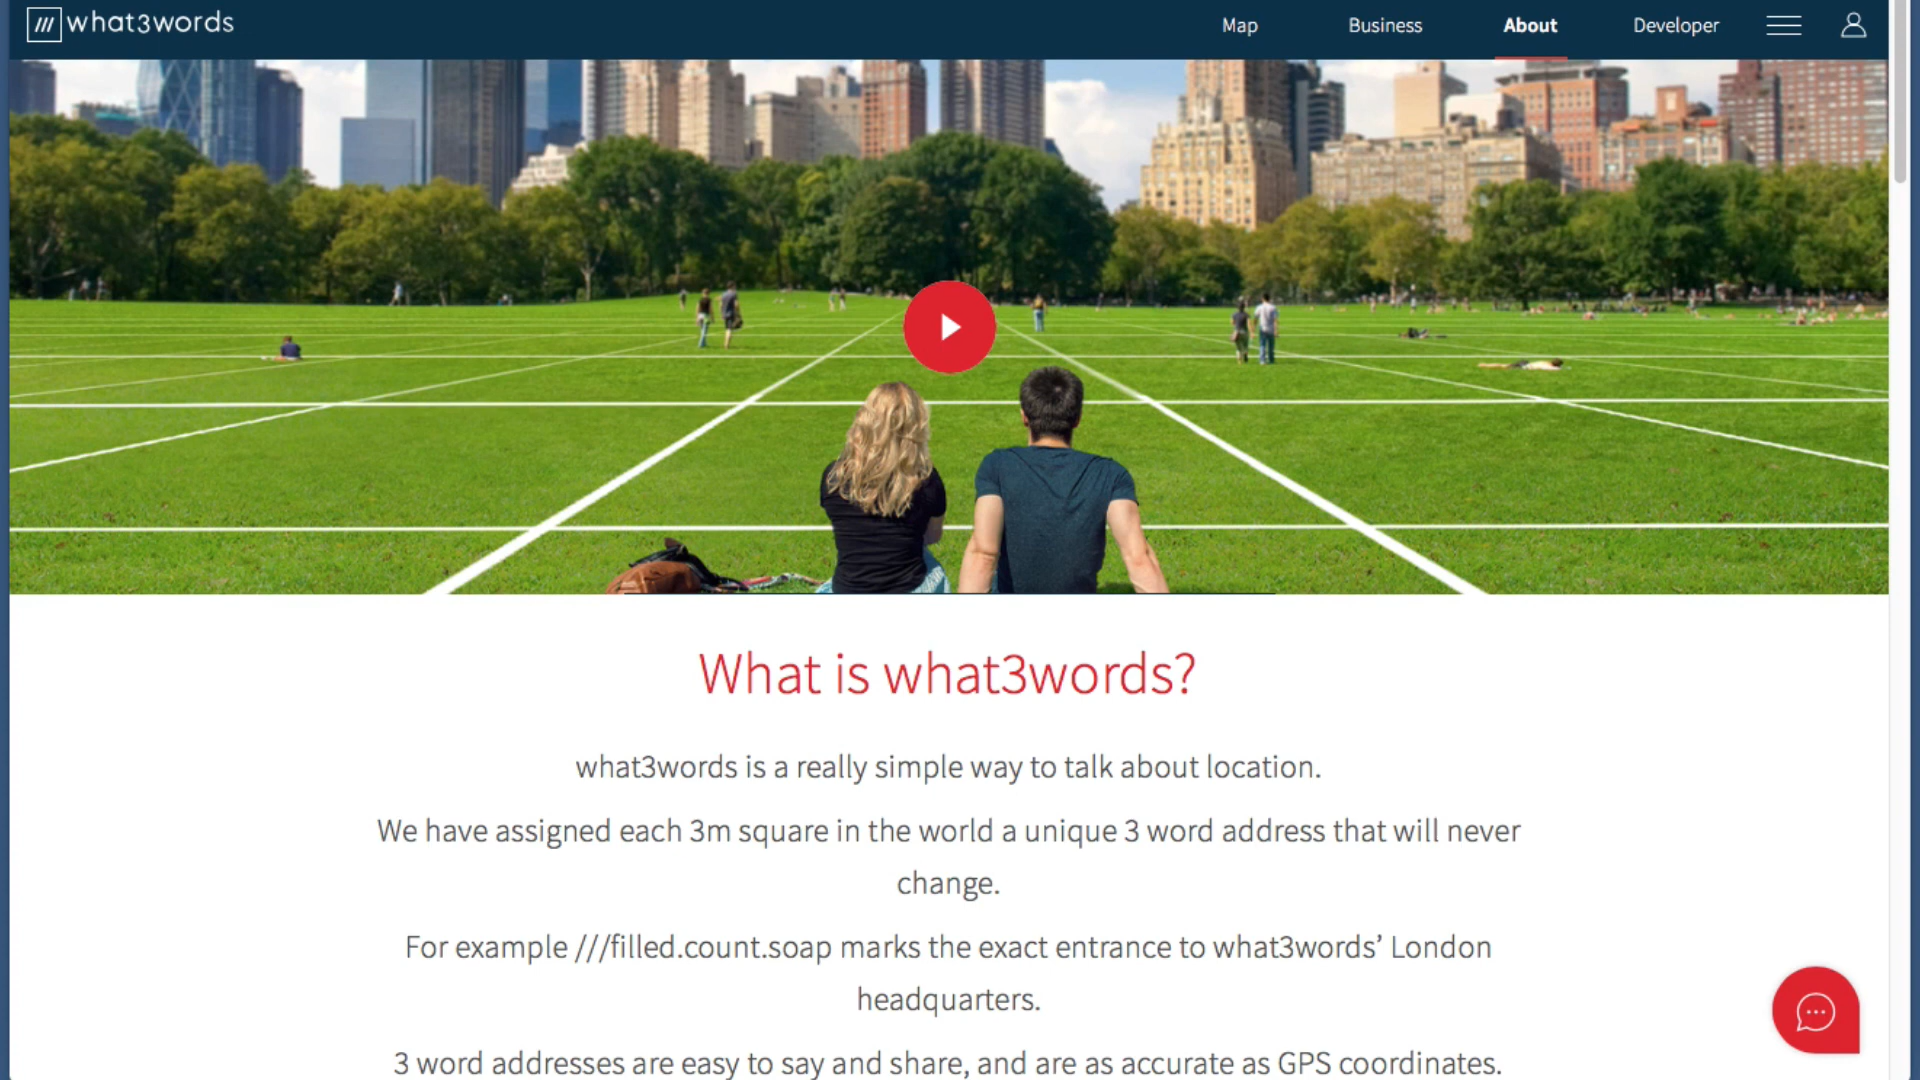 what3words
Map
Business
About
Developer
What is what3words?
what3words is a really simple way to talk about location.
We have assigned each 3m square in the world a unique 3 word address that will never
change.
For example ///filled.count.soap marks the exact entrance to what3words’ London
headquarters.
3 word addresses are easy to say and share, and are as accurate as GPS coordinates.